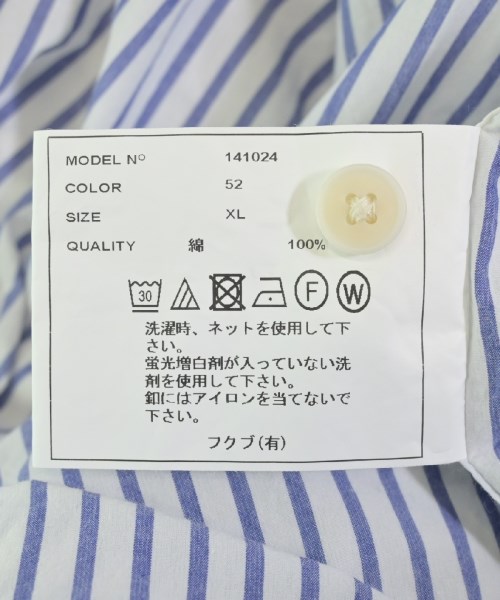 MODEL Nº 141024
COLOR 52
SIZE XL
QUALITY 綿 100%
30 F W
洗濯時、ネットを使用して下
さい。
蛍光増白剤が入っていない洗
剤を使用して下さい。
釦にはアイロンを当てないで
下さい。
フクブ(有)